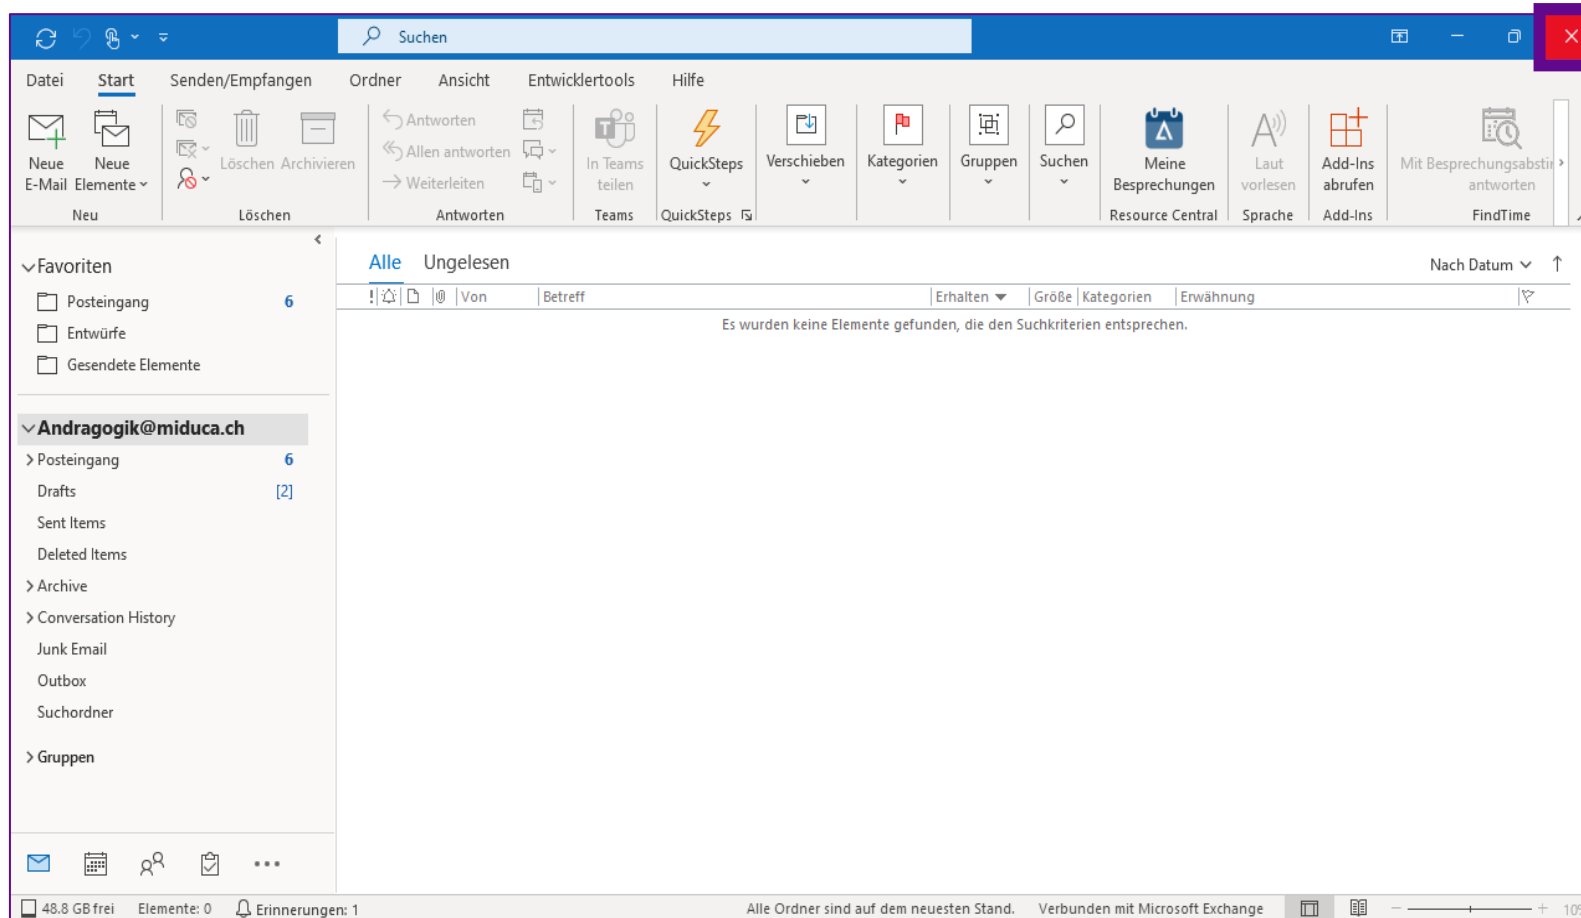 Suchen
Datei Start Senden/Empfangen Ordner Ansicht Entwicklertools Hilfe
Neue E-Mail
Neue Elemente
Neu
Löschen Archivieren
Löschen
Antworten
Allen antworten
Weiterleiten
Antworten
In Teams teilen
Teams
QuickSteps
QuickSteps
Verschieben
Kategorien
Gruppen
Suchen
Meine Besprechungen
Resource Central
Laut vorlesen
Sprache
Add-Ins abrufen
Add-Ins
Mit Besprechungsabstir
antworten
FindTime
Favoriten
Posteingang 6
Entwürfe
Gesendete Elemente
Andragogik@miduca.ch
Posteingang 6
Drafts [2]
Sent Items
Deleted Items
Archive
Conversation History
Junk Email
Outbox
Suchordner
Gruppen
Alle Ungelesen
Nach Datum
! Von Betreff Erhalten Größe Kategorien Erwähnung
Es wurden keine Elemente gefunden, die den Suchkriterien entsprechen.
48.8 GB frei Elemente: 0 Erinnerungen: 1 Alle Ordner sind auf dem neuesten Stand. Verbunden mit Microsoft Exchange